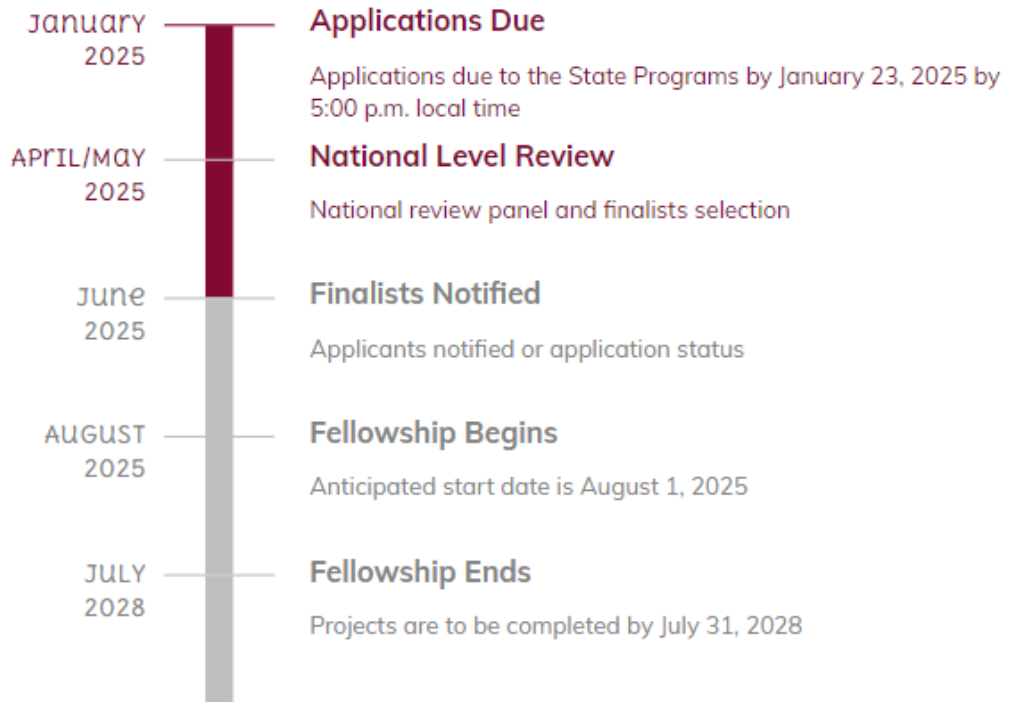 January
2025
Applications Due
Applications due to the State Programs by January 23, 2025 by
5:00 p.m. local time
April/May
2025
National Level Review
National review panel and finalists selection
June
2025
Finalists Notified
Applicants notified or application status
August
2025
Fellowship Begins
Anticipated start date is August 1, 2025
July
2028
Fellowship Ends
Projects are to be completed by July 31, 2028